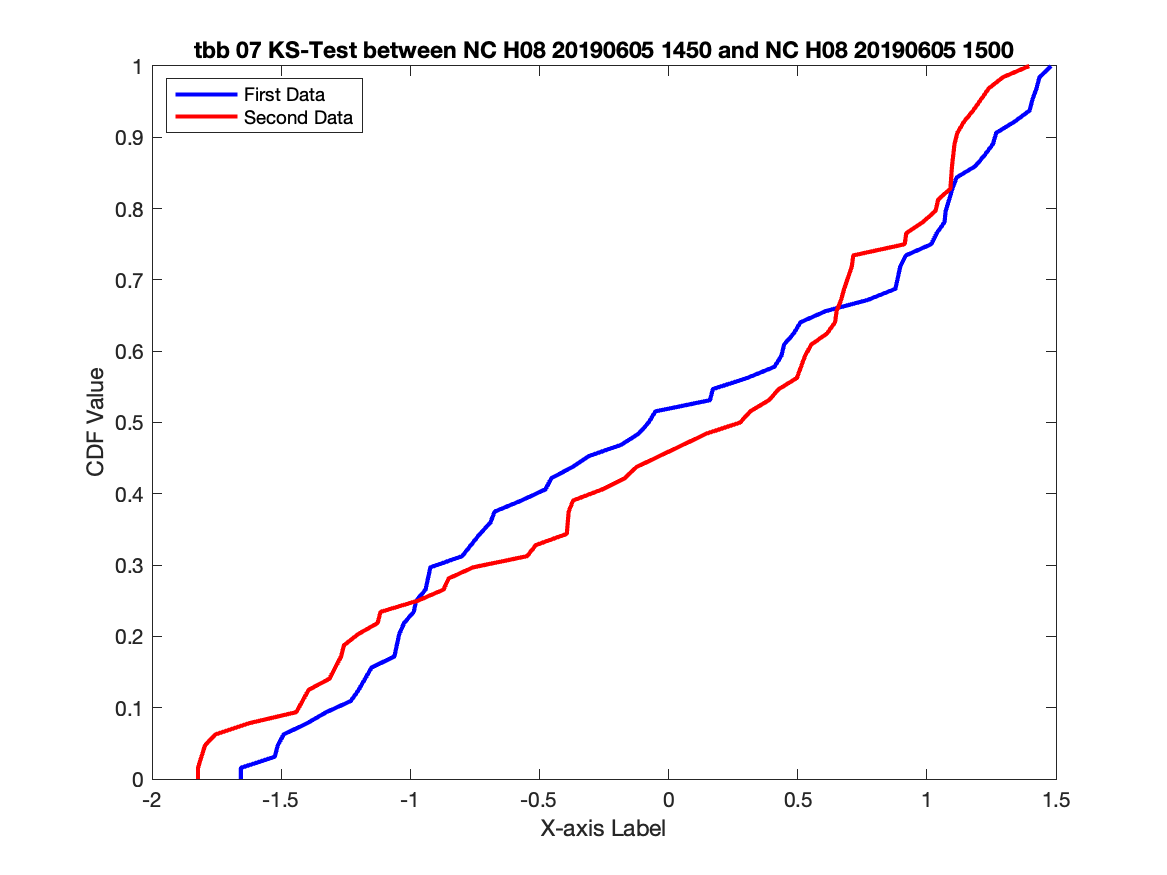 tbb 07 KS-Test between NC H08 20190605 1450 and NC H08 20190605 1500
First Data
Second Data
CDF Value
1
0.9
0.8
0.7
0.6
0.5
0.4
0.3
0.2
0.1
0
-2 -1.5 -1 -0.5 0 0.5 1 1.5
X-axis Label